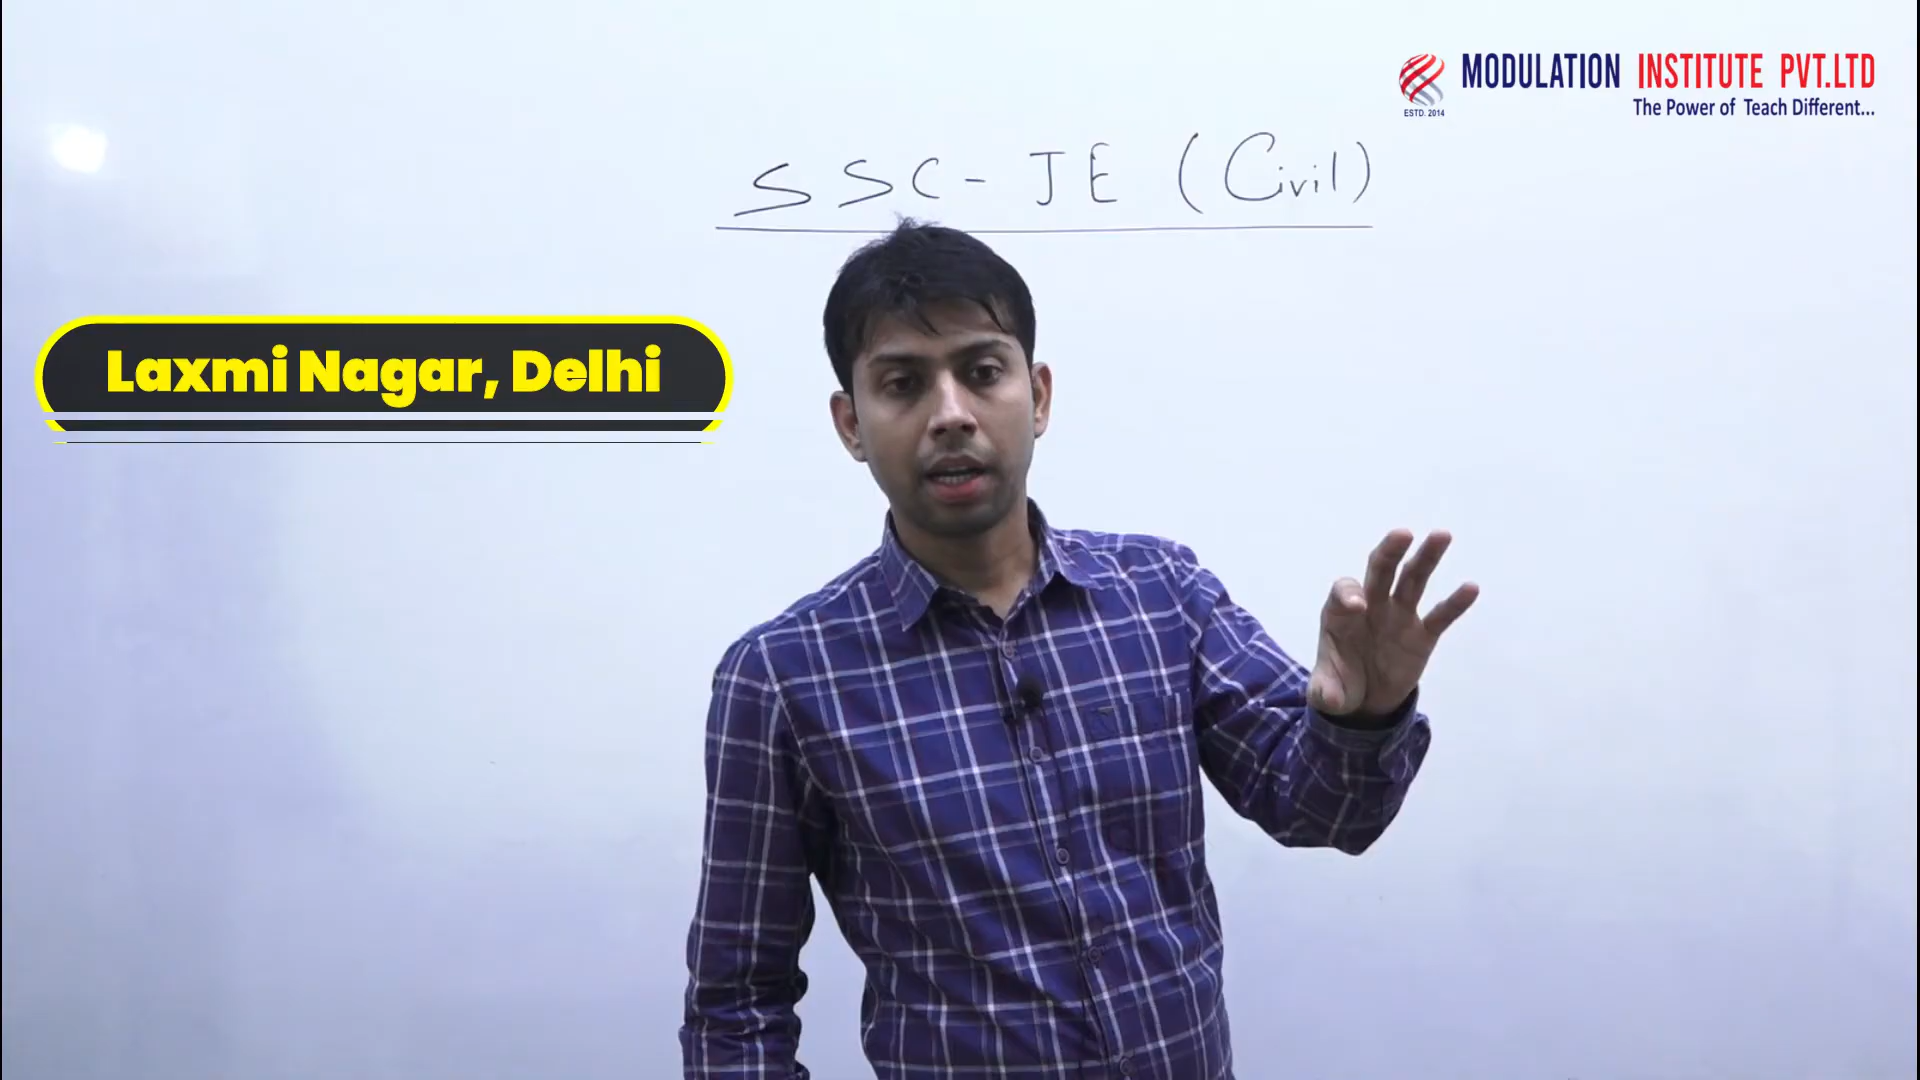 MODULATION INSTITUTE PVT.LTD
The Power of Teach Different...
ESTD. 2014
SSC-JE (Civil)
Laxmi Nagar, Delhi